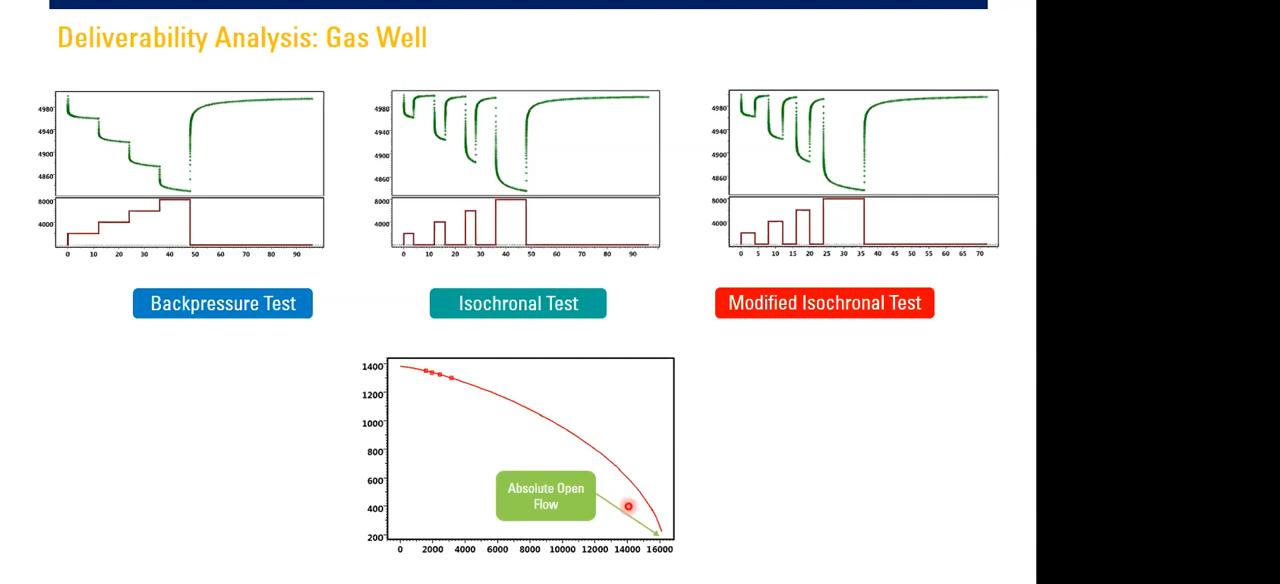 Deliverability Analysis: Gas Well
4980
4940
4900
4860
8000
4000
0 10 20 30 40 50 60 70 80 90
4980
4940
4900
4860
8000
4000
0 10 20 30 40 50 60 70 80 90
4980
4940
4900
4860
8000
4000
0 5 10 15 20 25 30 35 40 45 50 55 60 65 70
Backpressure Test
Isochronal Test
Modified Isochronal Test
1400
1200
1000
800
600
400
200
0 2000 4000 6000 8000 10000 12000 14000 16000
Absolute Open
Flow